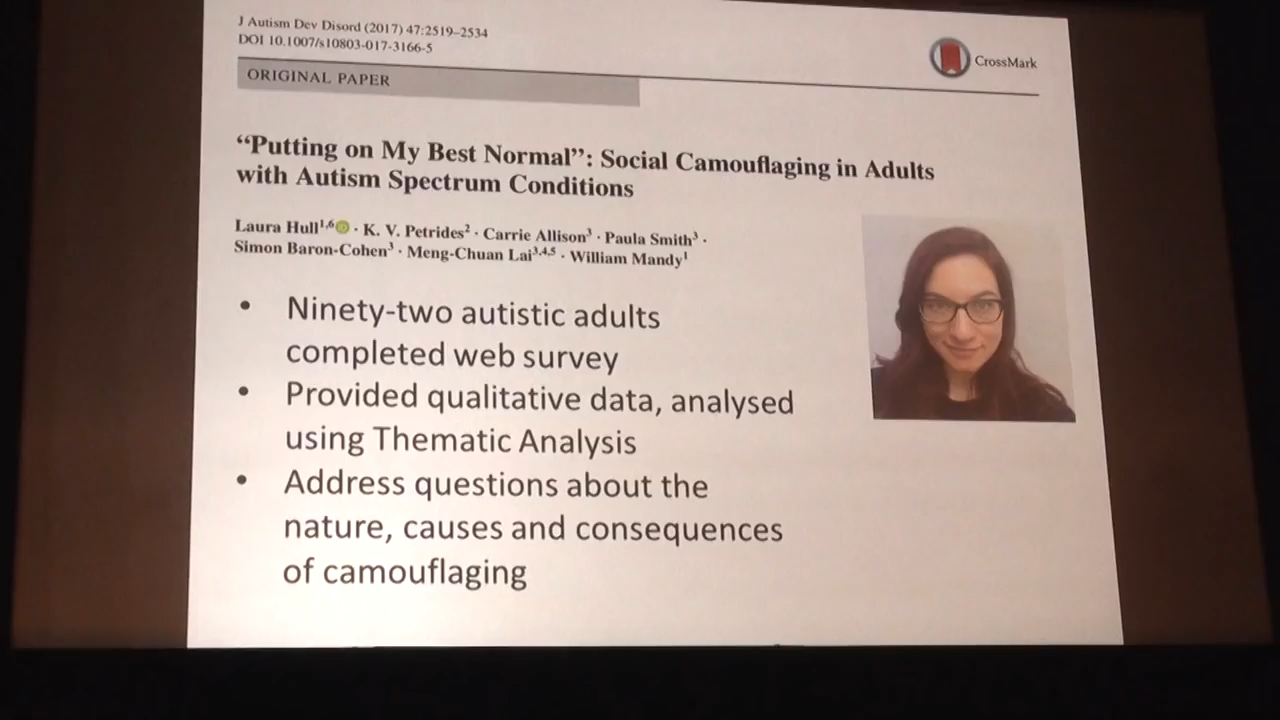 J Autism Dev Disord (2017) 47:2519–2534
DOI 10.1007/s10803-017-3166-5
CrossMark
ORIGINAL PAPER
“Putting on My Best Normal”: Social Camouflaging in Adults
with Autism Spectrum Conditions
Laura Hull1,6 · K. V. Petrides2 · Carrie Allison3 · Paula Smith3 ·
Simon Baron-Cohen3 · Meng-Chuan Lai3,4,5 · William Mandy1
• Ninety-two autistic adults
completed web survey
• Provided qualitative data, analysed
using Thematic Analysis
• Address questions about the
nature, causes and consequences
of camouflaging